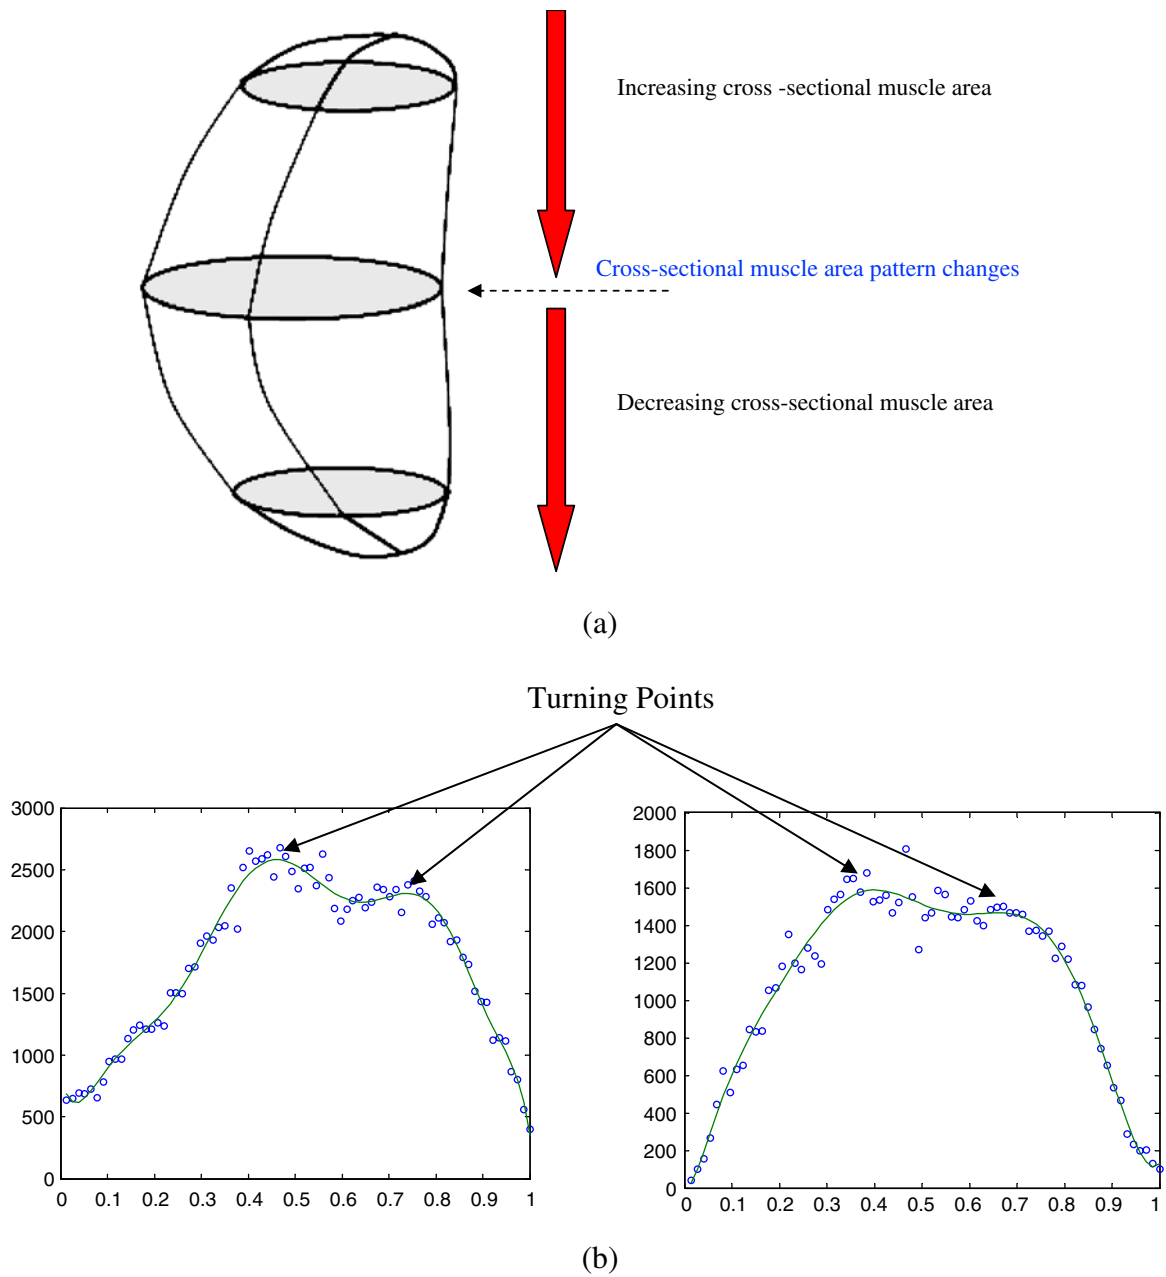 Increasing cross -sectional muscle area
Cross-sectional muscle area pattern changes
Decreasing cross-sectional muscle area
(a)
Turning Points
3000
2500
2000
1500
1000
500
0
0 0.1 0.2 0.3 0.4 0.5 0.6 0.7 0.8 0.9 1
2000
1800
1600
1400
1200
1000
800
600
400
200
0
0 0.1 0.2 0.3 0.4 0.5 0.6 0.7 0.8 0.9 1
(b)